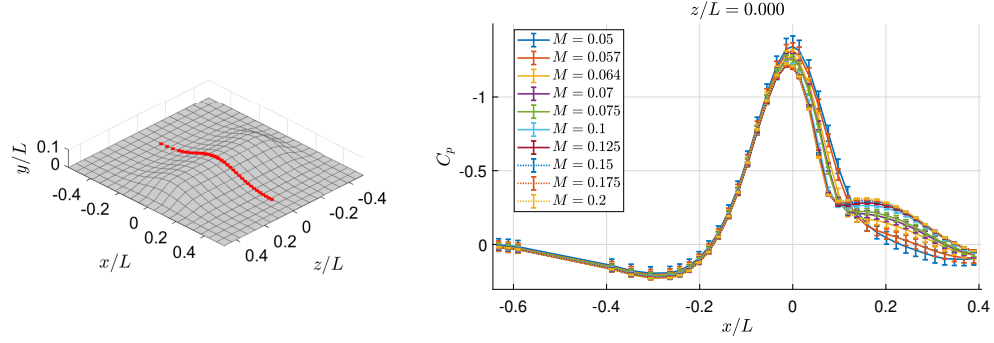 z/L = 0.000
M = 0.05
M = 0.057
M = 0.064
M = 0.07
M = 0.075
M = 0.1
M = 0.125
M = 0.15
M = 0.175
M = 0.2
-1
-0.5
0
C_p
-0.6 -0.4 -0.2 0 0.2 0.4
x/L
0.1
0
y/L
-0.4
-0.2
0
0.2
0.4
x/L
-0.4
-0.2
0
0.2
0.4
z/L